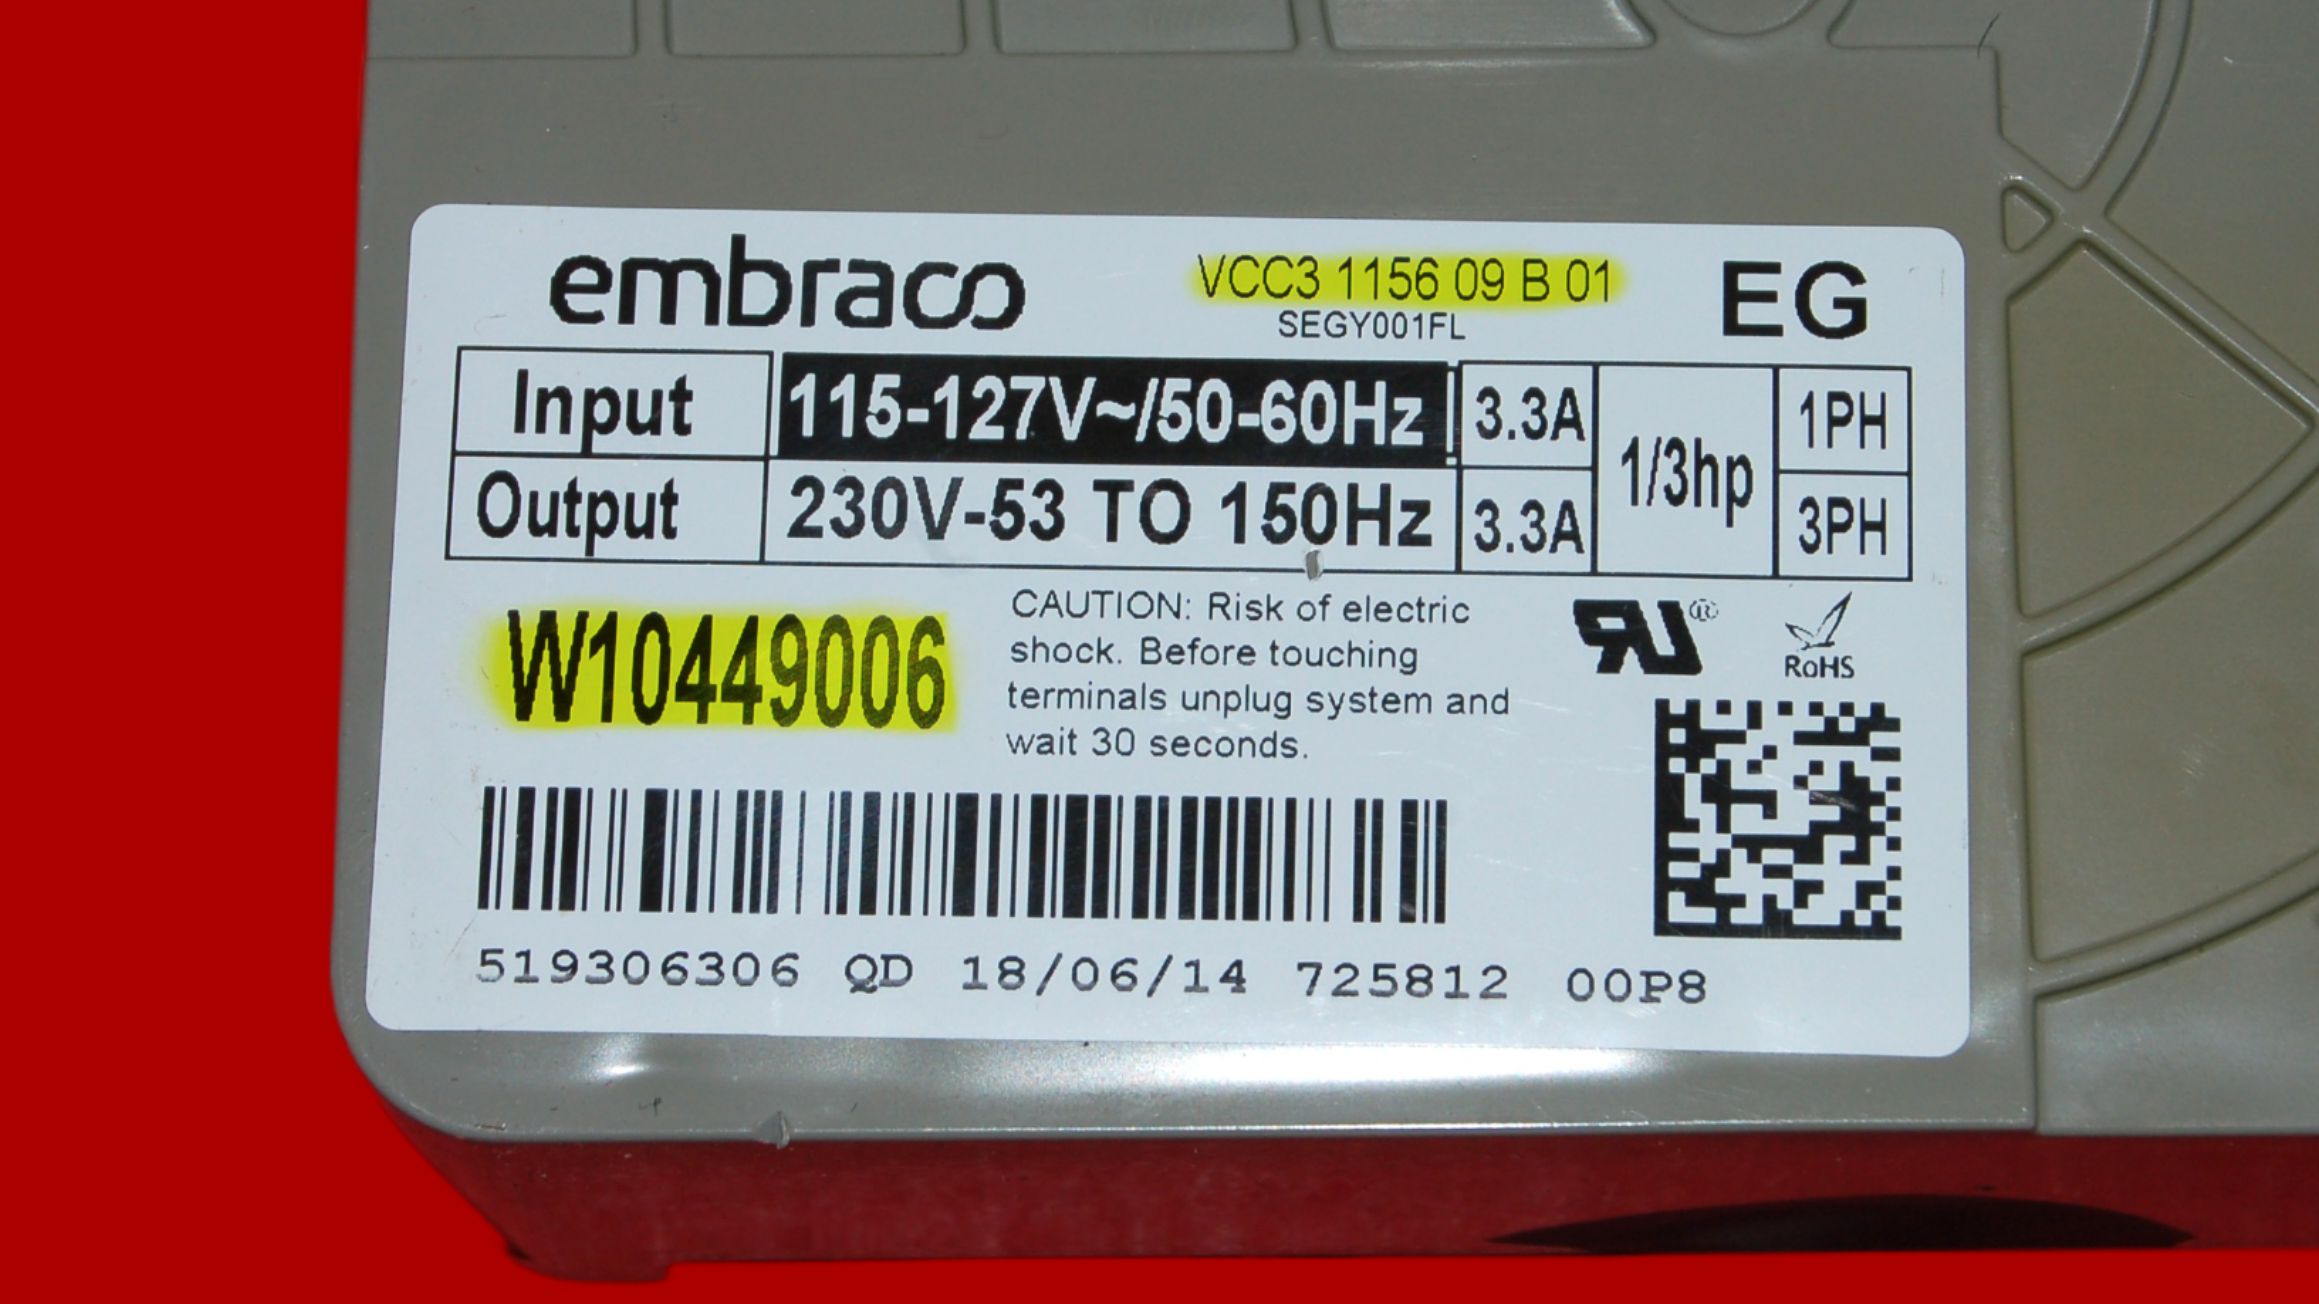 embraco
VCC3 1156 09 B 01
SEGY001FL
EG
Input 115-127V~/50-60Hz 3.3A 1/3hp 1PH
Output 230V-53 TO 150Hz 3.3A 3PH
W10449006
CAUTION: Risk of electric
shock. Before touching
terminals unplug system and
wait 30 seconds.
RU®
RoHS
519306306 QD 18/06/14 725812 00P8